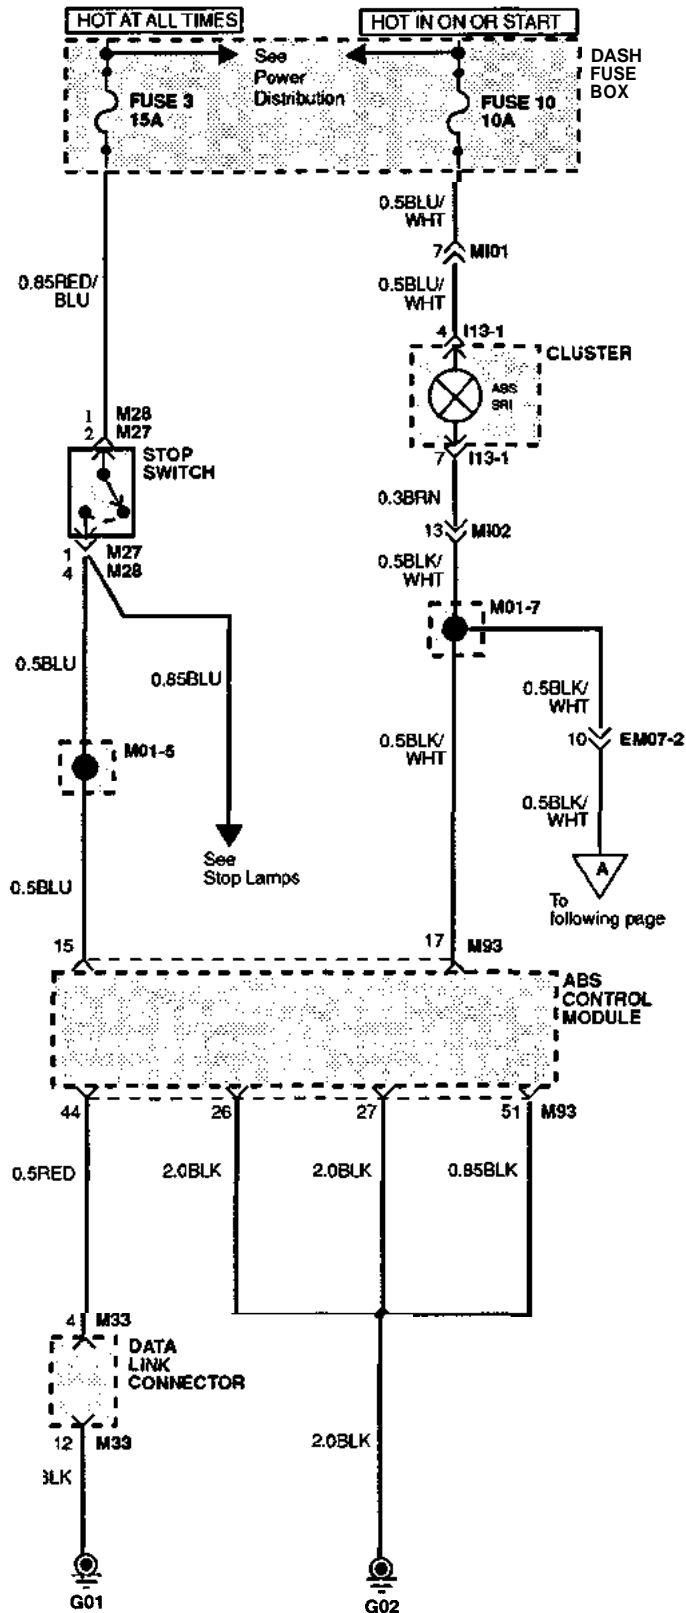 HOT AT ALL TIMES
HOT IN ON OR START
See
Power
Distribution
DASH
FUSE
BOX
FUSE 3
15A
FUSE 10
10A
0.5BLU/
WHT
7 MI01
0.85RED/
BLU
0.5BLU/
WHT
4 I13-1
CLUSTER
ABS
SRI
1 M28
2 M27
STOP
SWITCH
7 I13-1
0.3BRN
13 MI02
1 M27
4 M28
0.5BLK/
WHT
M01-7
0.5BLU
0.85BLU
0.5BLK/
WHT
M01-5
0.5BLK/
WHT
10 EM07-2
0.5BLK/
WHT
See
Stop Lamps
A
0.5BLU
To
following page
15
17 M93
ABS
CONTROL
MODULE
44
26
27
51 M93
0.5RED
2.0BLK
2.0BLK
0.85BLK
4 M33
DATA
LINK
CONNECTOR
12 M33
2.0BLK
BLK
G01
G02